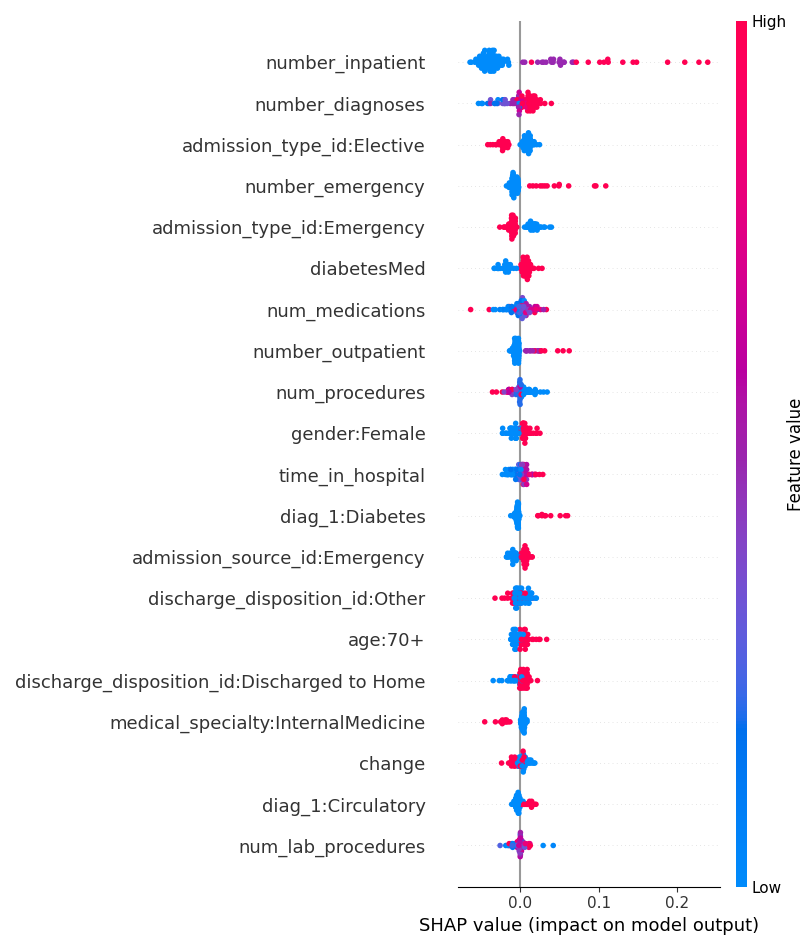 High
number_inpatient
number_diagnoses
admission_type_id:Elective
number_emergency
admission_type_id:Emergency
diabetesMed
num_medications
number_outpatient
num_procedures
gender:Female
time_in_hospital
diag_1:Diabetes
admission_source_id:Emergency
discharge_disposition_id:Other
age:70+
discharge_disposition_id:Discharged to Home
medical_specialty:InternalMedicine
change
diag_1:Circulatory
num_lab_procedures
Feature value
Low
0.0 0.1 0.2
SHAP value (impact on model output)